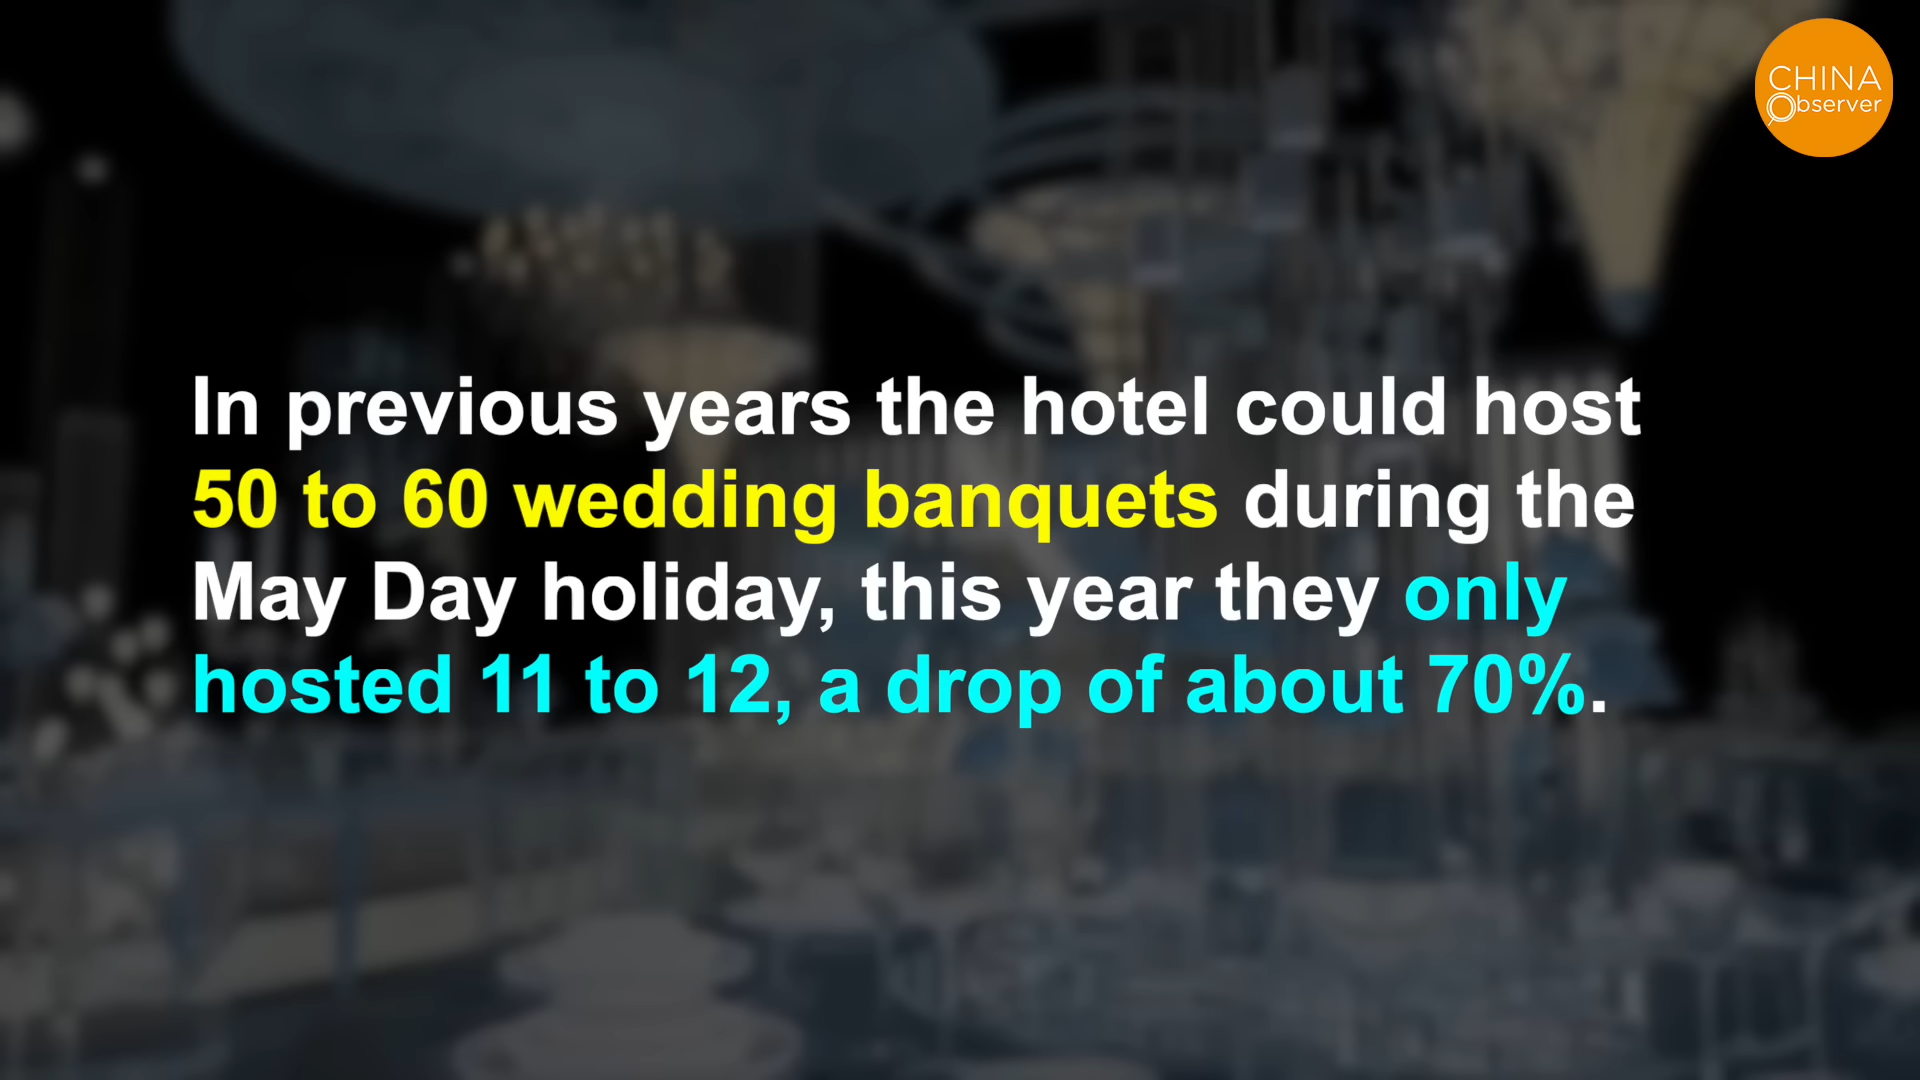 CHINA
Observer
In previous years the hotel could host
50 to 60 wedding banquets during the
May Day holiday, this year they only
hosted 11 to 12, a drop of about 70%.